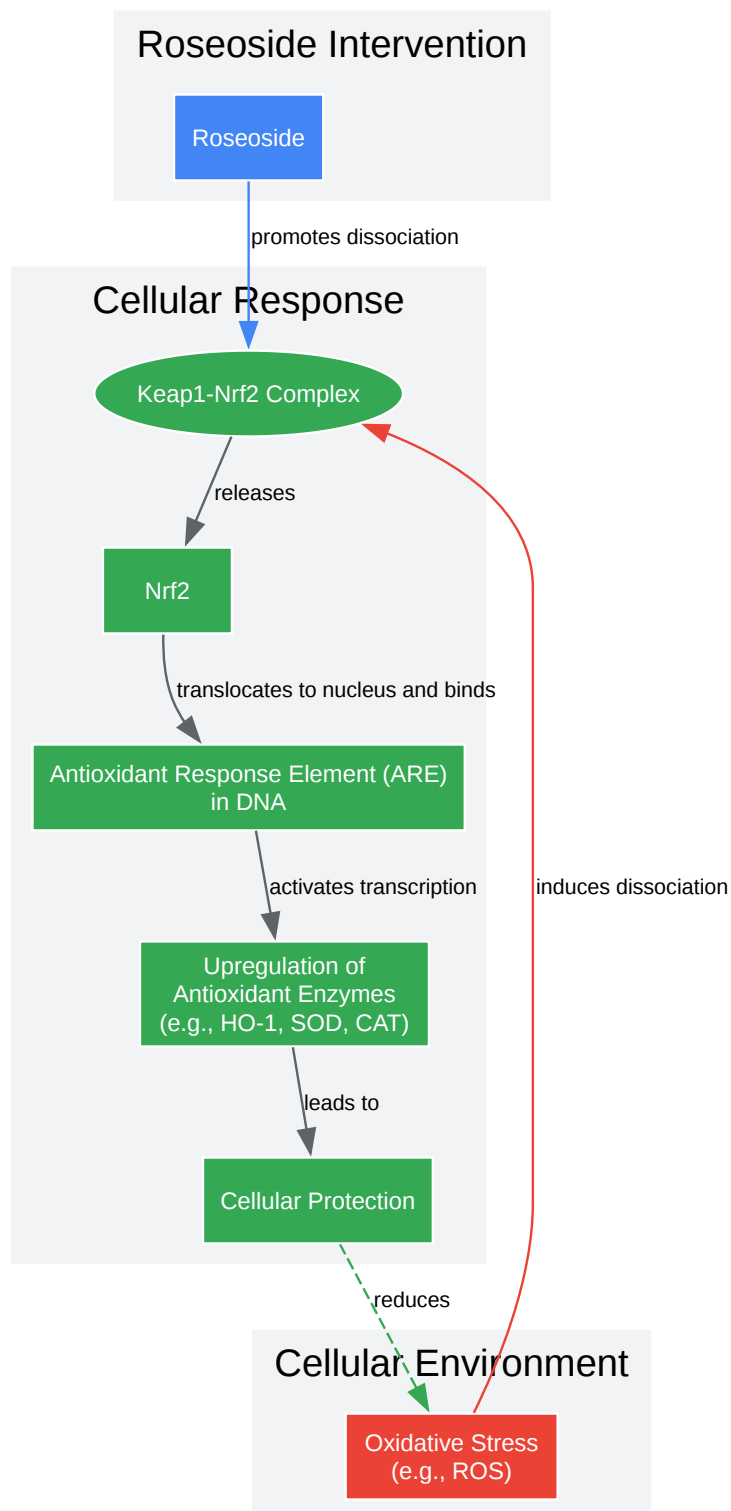 Roseoside Intervention
Roseoside
promotes dissociation
Cellular Response
Keap1-Nrf2 Complex
releases
Nrf2
translocates to nucleus and binds
Antioxidant Response Element (ARE)
in DNA
activates transcription
induces dissociation
Upregulation of
Antioxidant Enzymes
(e.g., HO-1, SOD, CAT)
leads to
Cellular Protection
reduces
Cellular Environment
Oxidative Stress
(e.g., ROS)